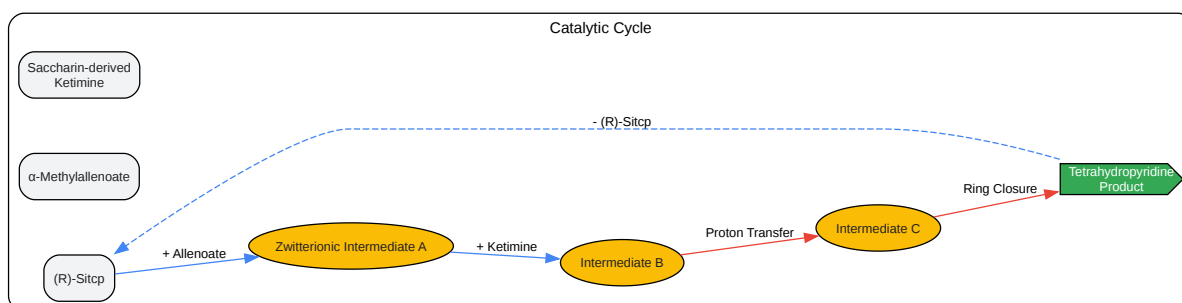 Catalytic Cycle
Saccharin-derived
Ketimine
- (R)-Sitcp
α-Methylallenoate
Tetrahydropyridine
Product
Ring Closure
Intermediate C
Proton Transfer
Zwitterionic Intermediate A
+ Ketimine
+ Allenoate
Intermediate B
(R)-Sitcp